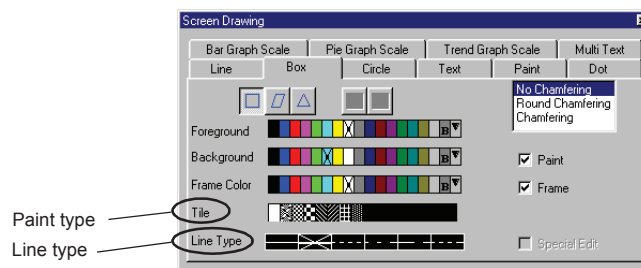 Screen Drawing
Bar Graph Scale Pie Graph Scale Trend Graph Scale Multi Text
Line Box Circle Text Paint Dot
No Chamfering
Round Chamfering
Chamfering
Foreground B
Background B
Paint
Frame Color B
Frame
Paint type
Tile
Line type
Line Type
Special Edit